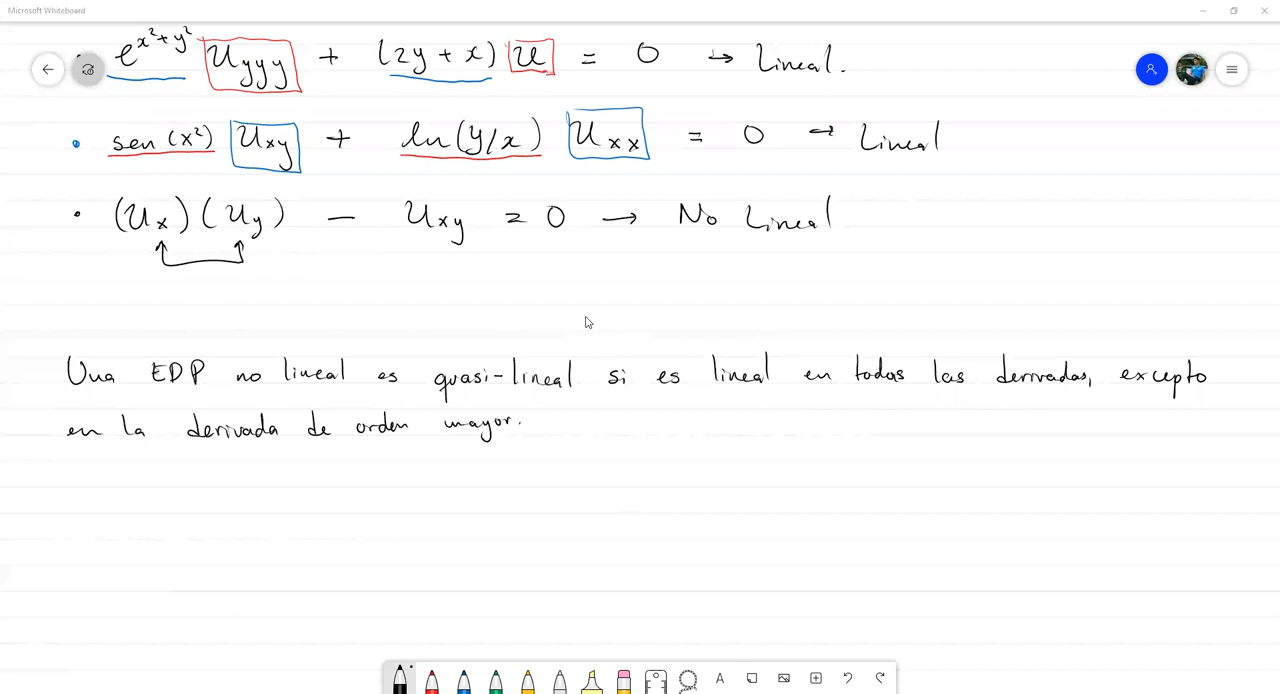 Microsoft Whiteboard
• e^{x²+y²} U_{yyy} + (2y + x) U = 0 → Lineal.
• sen(x²) U_{xy} + ln(y/x) U_{xx} = 0 → Lineal
• (U_x)(U_y) − U_{xy} = 0 → No Lineal
Una EDP no lineal es quasi-lineal si es lineal en todas las derivadas, excepto
en la derivada de orden mayor.
A